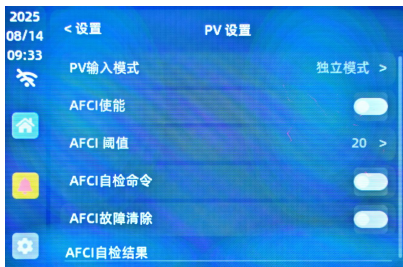 2025
08/14
09:33
< 设置
PV 设置
PV输入模式
独立模式 >
AFCI使能
AFCI 阈值
20 >
AFCI自检命令
AFCI故障清除
AFCI自检结果